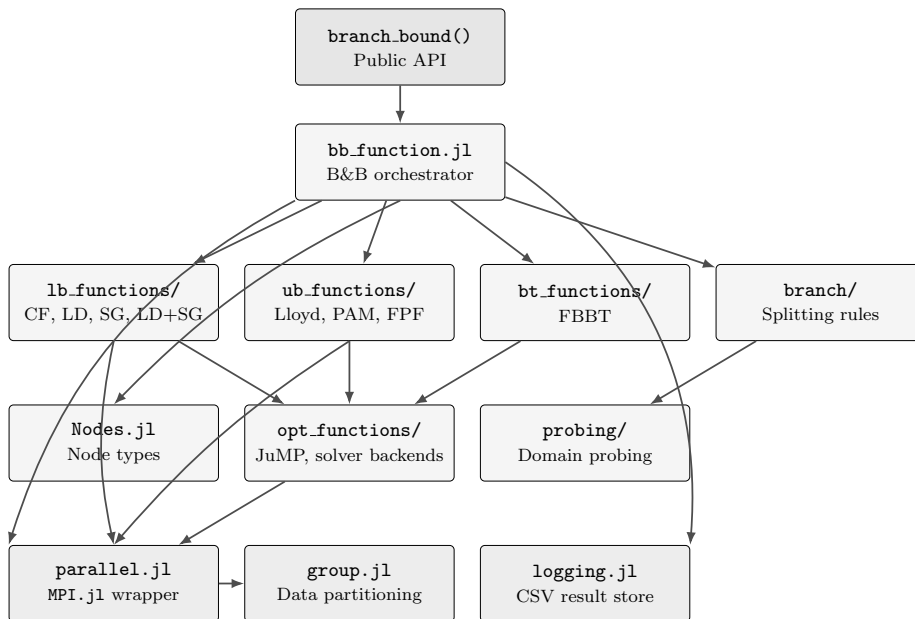 branch_bound()
Public API
bb_function.jl
B&B orchestrator
lb_functions/
CF, LD, SG, LD+SG
ub_functions/
Lloyd, PAM, FPF
bt_functions/
FBBT
branch/
Splitting rules
Nodes.jl
Node types
opt_functions/
JuMP, solver backends
probing/
Domain probing
parallel.jl
MPI.jl wrapper
group.jl
Data partitioning
logging.jl
CSV result store